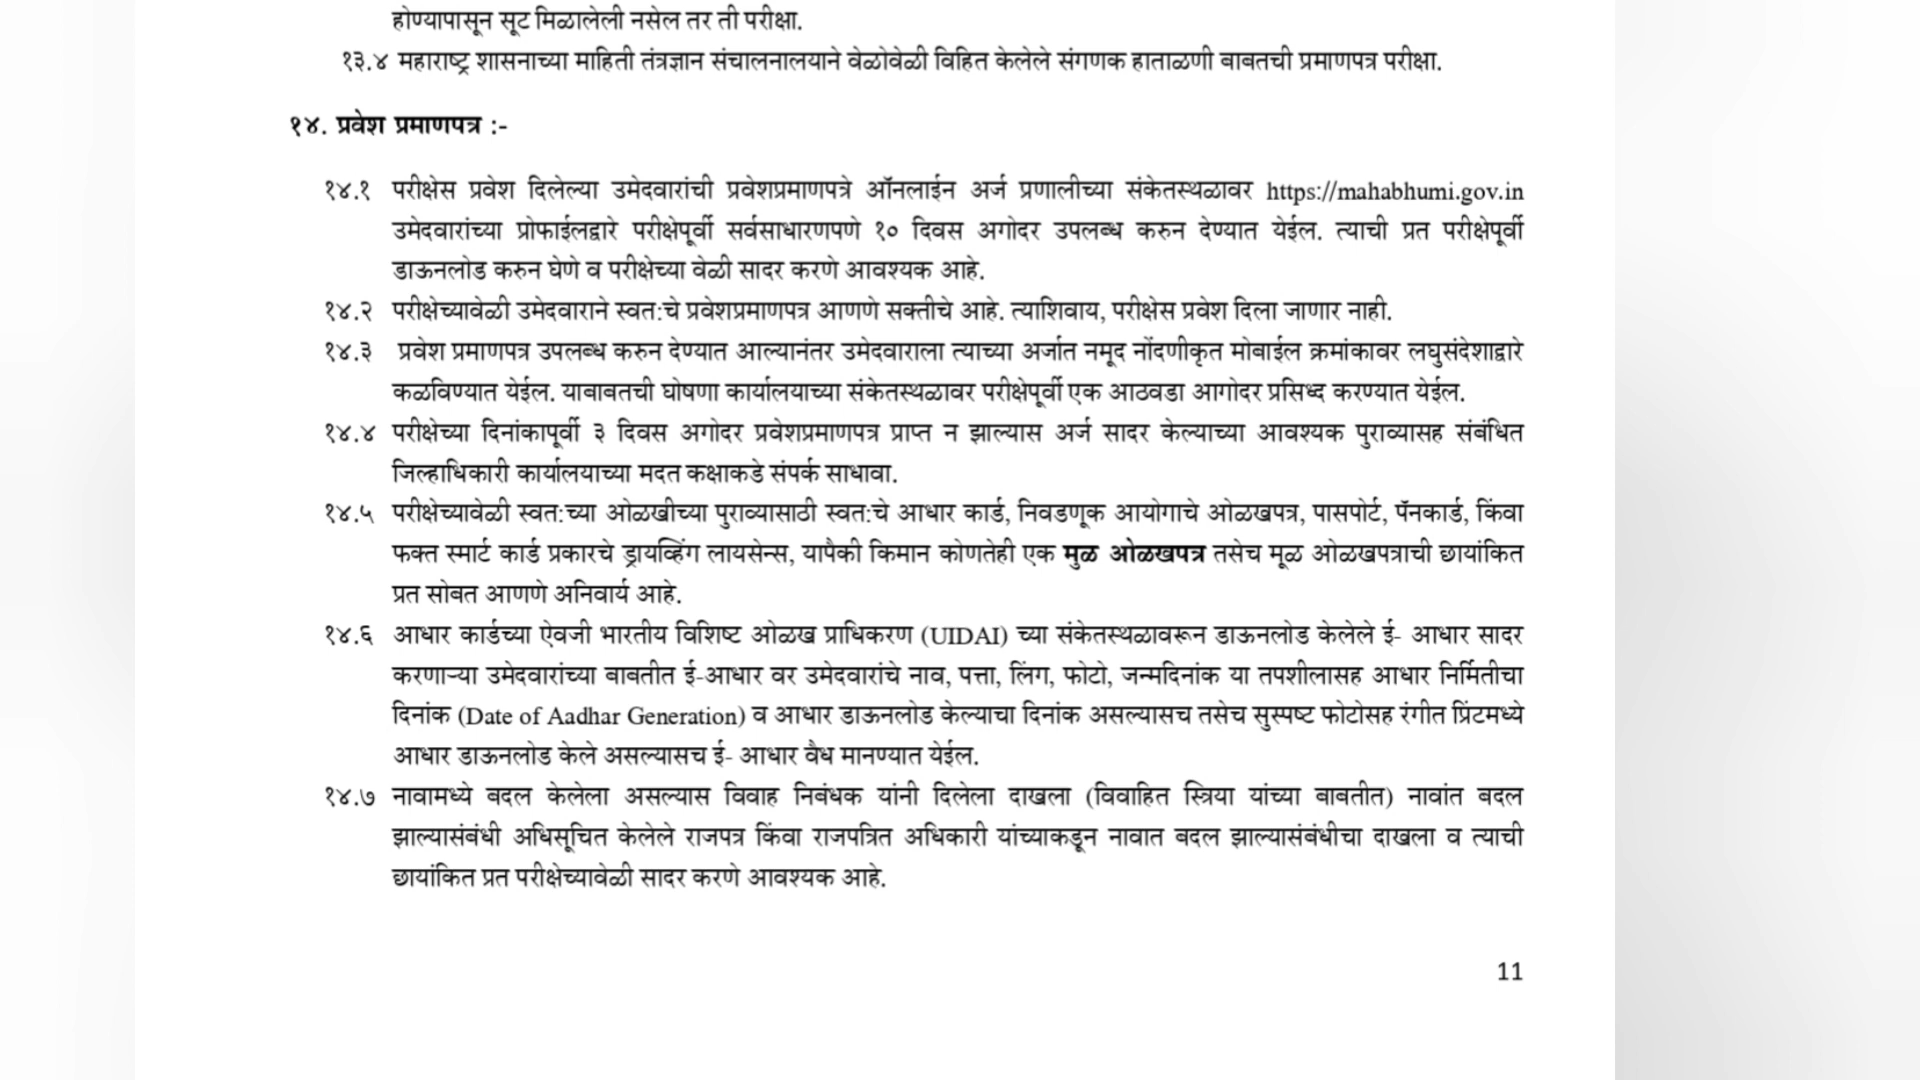 होण्यापासून सूट मिळालेली नसेल तर ती परीक्षा.
१३.४ महाराष्ट्र शासनाच्या माहिती तंत्रज्ञान संचालनालयाने वेळोवेळी विहित केलेले संगणक हाताळणी बाबतची प्रमाणपत्र परीक्षा.
१४. प्रवेश प्रमाणपत्र :-
१४.१ परीक्षेस प्रवेश दिलेल्या उमेदवारांची प्रवेशप्रमाणपत्रे ऑनलाईन अर्ज प्रणालीच्या संकेतस्थळावर https://mahabhumi.gov.in
उमेदवारांच्या प्रोफाईलद्वारे परीक्षेपूर्वी सर्वसाधारणपणे १० दिवस अगोदर उपलब्ध करुन देण्यात येईल. त्याची प्रत परीक्षेपूर्वी
डाऊनलोड करुन घेणे व परीक्षेच्या वेळी सादर करणे आवश्यक आहे.
१४.२ परीक्षेच्यावेळी उमेदवाराने स्वत:चे प्रवेशप्रमाणपत्र आणणे सक्तीचे आहे. त्याशिवाय, परीक्षेस प्रवेश दिला जाणार नाही.
१४.३ प्रवेश प्रमाणपत्र उपलब्ध करुन देण्यात आल्यानंतर उमेदवाराला त्याच्या अर्जात नमूद नोंदणीकृत मोबाईल क्रमांकावर लघुसंदेशाद्वारे
कळविण्यात येईल. याबाबतची घोषणा कार्यालयाच्या संकेतस्थळावर परीक्षेपूर्वी एक आठवडा आगोदर प्रसिध्द करण्यात येईल.
१४.४ परीक्षेच्या दिनांकापूर्वी ३ दिवस अगोदर प्रवेशप्रमाणपत्र प्राप्त न झाल्यास अर्ज सादर केल्याच्या आवश्यक पुराव्यासह संबंधित
जिल्हाधिकारी कार्यालयाच्या मदत कक्षाकडे संपर्क साधावा.
१४.५ परीक्षेच्यावेळी स्वत:च्या ओळखीच्या पुराव्यासाठी स्वत:चे आधार कार्ड, निवडणूक आयोगाचे ओळखपत्र, पासपोर्ट, पॅनकार्ड, किंवा
फक्त स्मार्ट कार्ड प्रकारचे ड्रायव्हिंग लायसेन्स, यापैकी किमान कोणतेही एक मुळ ओळखपत्र तसेच मूळ ओळखपत्राची छायांकित
प्रत सोबत आणणे अनिवार्य आहे.
१४.६ आधार कार्डच्या ऐवजी भारतीय विशिष्ट ओळख प्राधिकरण (UIDAI) च्या संकेतस्थळावरून डाऊनलोड केलेले ई- आधार सादर
करणाऱ्या उमेदवारांच्या बाबतीत ई-आधार वर उमेदवारांचे नाव, पत्ता, लिंग, फोटो, जन्मदिनांक या तपशीलासह आधार निर्मितीचा
दिनांक (Date of Aadhar Generation) व आधार डाऊनलोड केल्याचा दिनांक असल्यासच तसेच सुस्पष्ट फोटोसह रंगीत प्रिंटमध्ये
आधार डाऊनलोड केले असल्यासच ई- आधार वैध मानण्यात येईल.
१४.७ नावामध्ये बदल केलेला असल्यास विवाह निबंधक यांनी दिलेला दाखला (विवाहित स्त्रिया यांच्या बाबतीत) नावांत बदल
झाल्यासंबंधी अधिसूचित केलेले राजपत्र किंवा राजपत्रित अधिकारी यांच्याकडून नावात बदल झाल्यासंबंधीचा दाखला व त्याची
छायांकित प्रत परीक्षेच्यावेळी सादर करणे आवश्यक आहे.
11